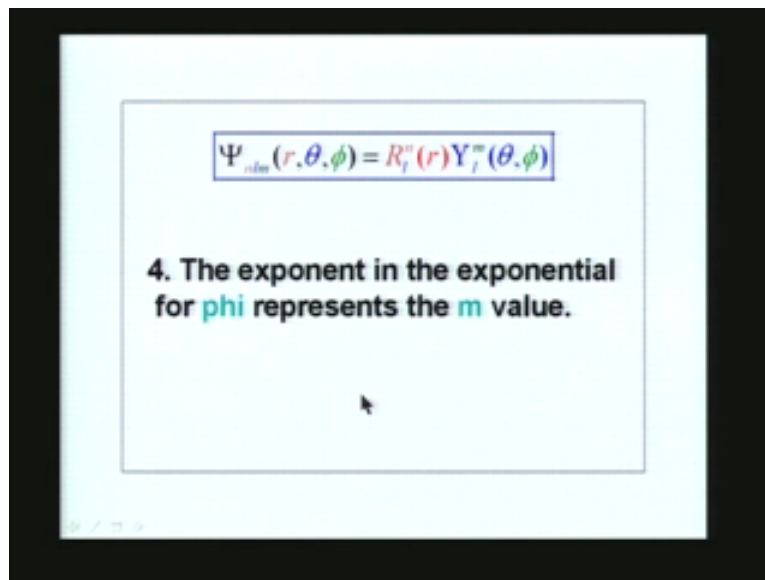 Ψₙₗₘ(r,θ,ϕ) = Rₗⁿ(r)Yₗᵐ(θ,ϕ)
4. The exponent in the exponential
for phi represents the m value.